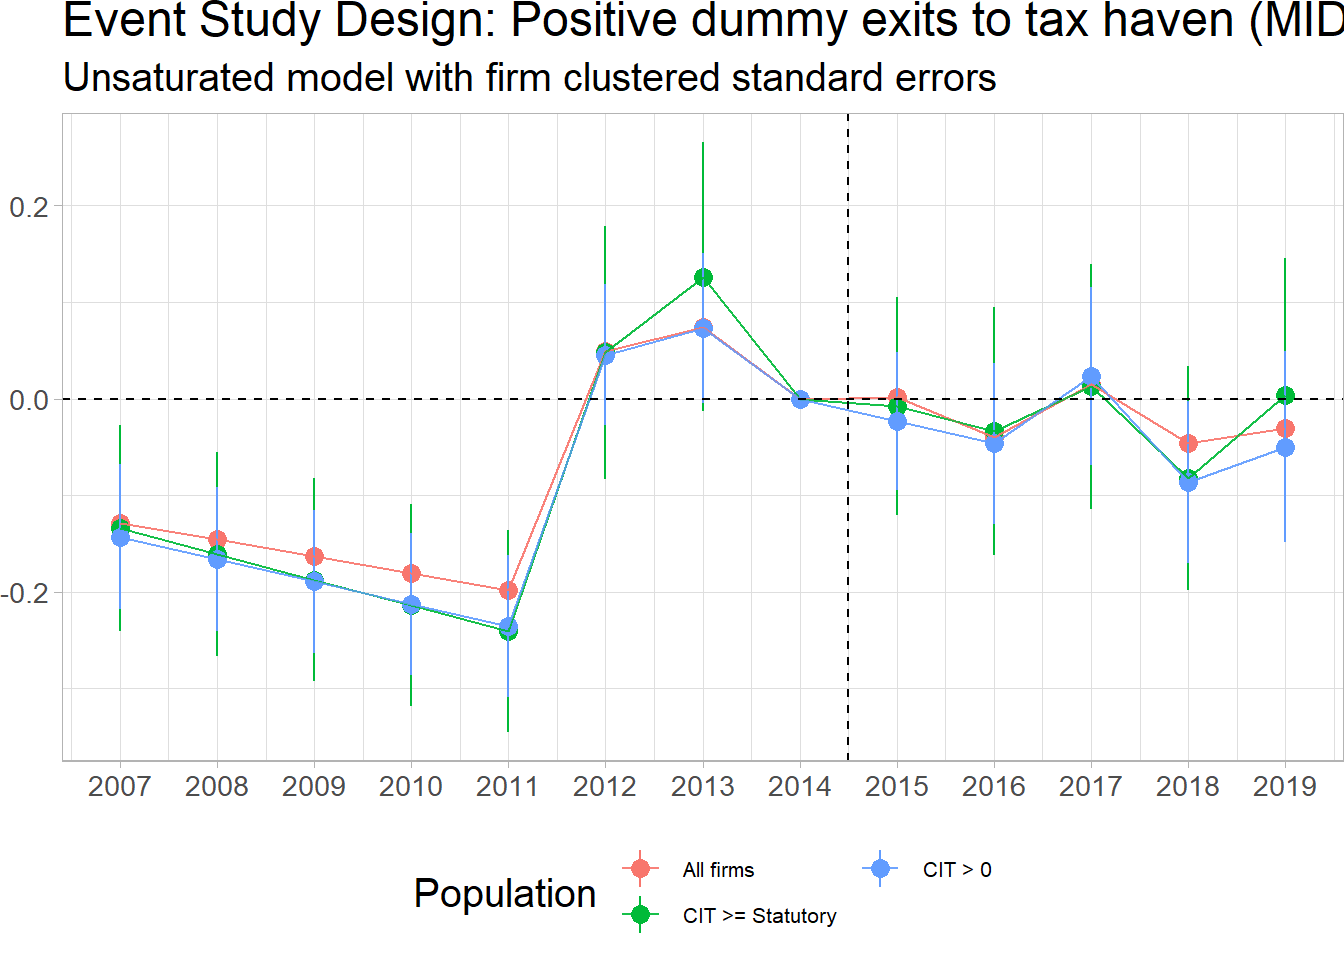 Event Study Design: Positive dummy exits to tax haven (MID
Unsaturated model with firm clustered standard errors
0.2
0.0
-0.2
2007 2008 2009 2010 2011 2012 2013 2014 2015 2016 2017 2018 2019
Population
All firms
CIT > 0
CIT >= Statutory